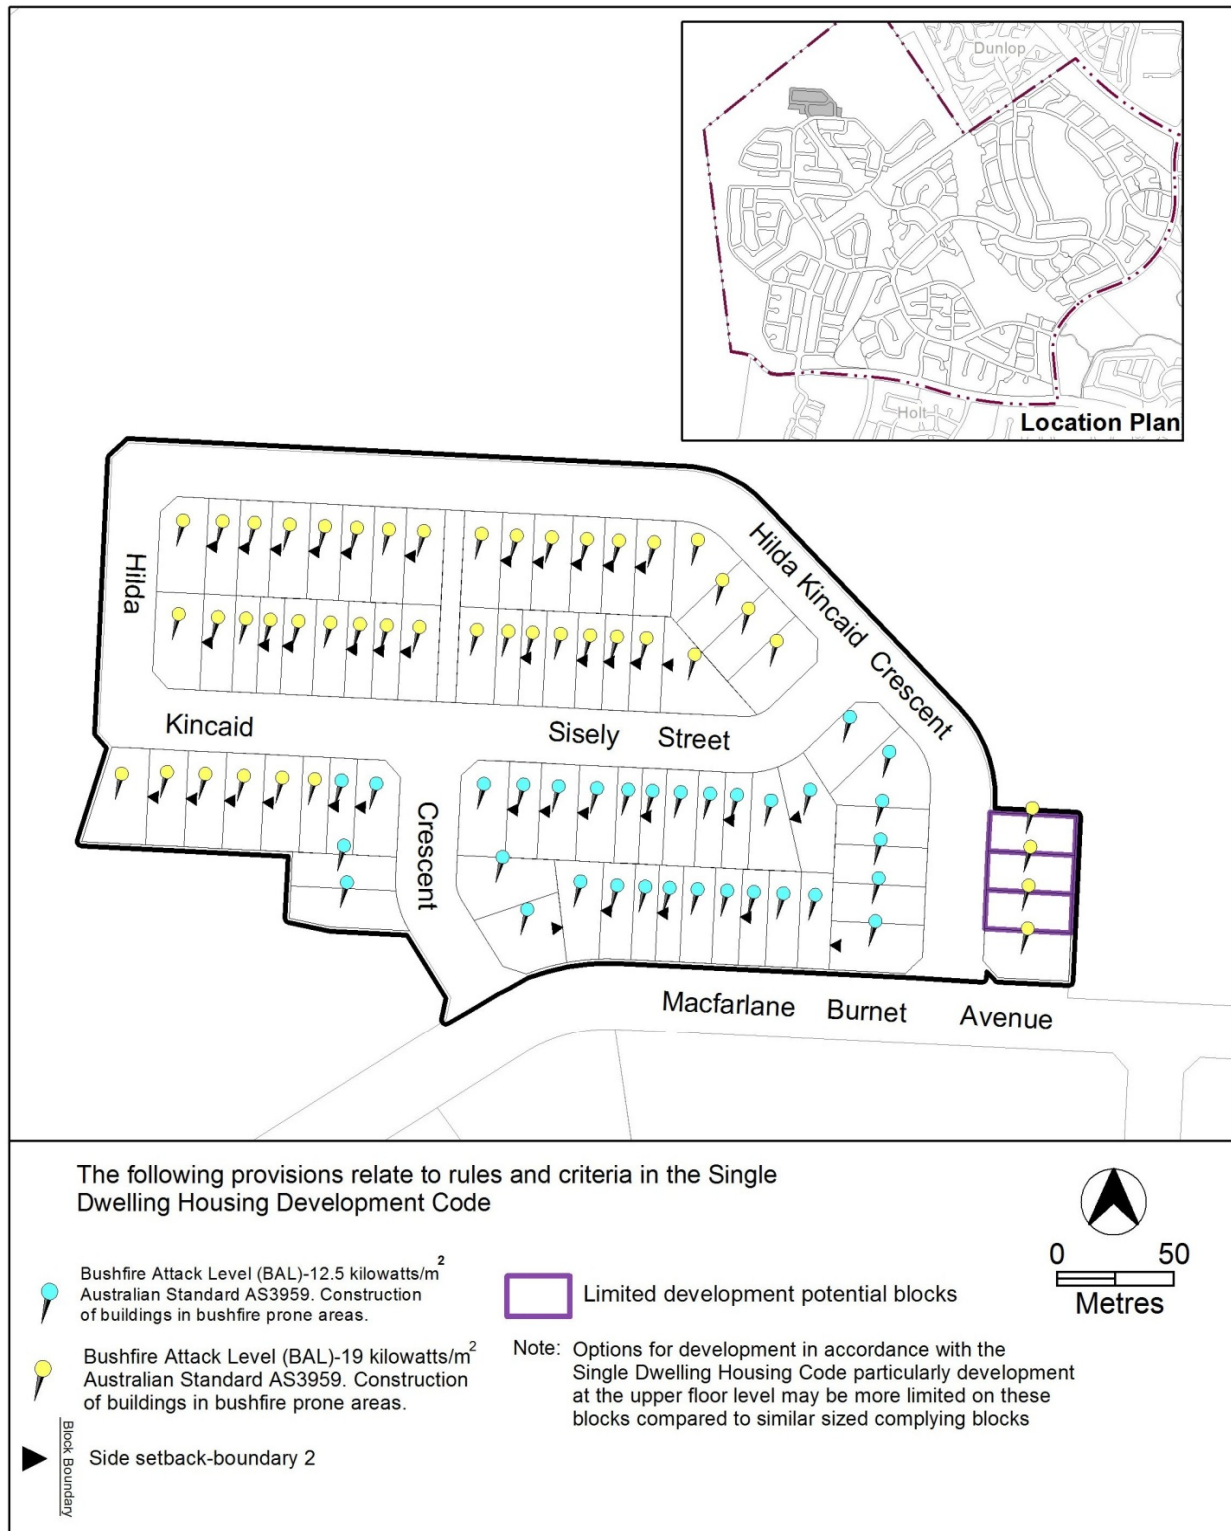 Dunlop
Holt
Location Plan
Hilda
Hilda Kincaid Crescent
Kincaid
Sisely Street
Crescent
Macfarlane Burnet Avenue
The following provisions relate to rules and criteria in the Single
Dwelling Housing Development Code
Bushfire Attack Level (BAL)-12.5 kilowatts/m²
Australian Standard AS3959. Construction
of buildings in bushfire prone areas.
Bushfire Attack Level (BAL)-19 kilowatts/m²
Australian Standard AS3959. Construction
of buildings in bushfire prone areas.
Block Boundary
Side setback-boundary 2
Limited development potential blocks
Note: Options for development in accordance with the
Single Dwelling Housing Code particularly development
at the upper floor level may be more limited on these
blocks compared to similar sized complying blocks
0 50
Metres